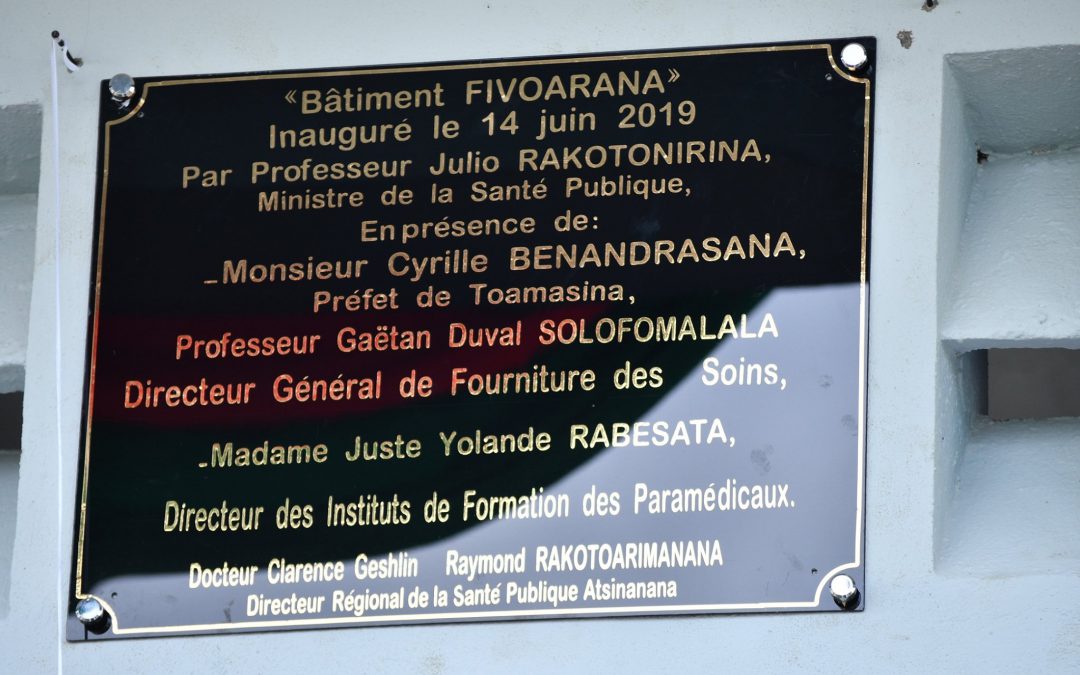 «Bâtiment FIVOARANA»
Inauguré le 14 juin 2019
Par Professeur Julio RAKOTONIRINA,
Ministre de la Santé Publique,
En présence de:
-Monsieur Cyrille BENANDRASANA,
Préfet de Toamasina,
Professeur Gaëtan Duval SOLOFOMALALA
Directeur Général de Fourniture des Soins,
-Madame Juste Yolande RABESATA,
Directeur des Instituts de Formation des Paramédicaux.
Docteur Clarence Geshlin Raymond RAKOTOARIMANANA
Directeur Régional de la Santé Publique Atsinanana